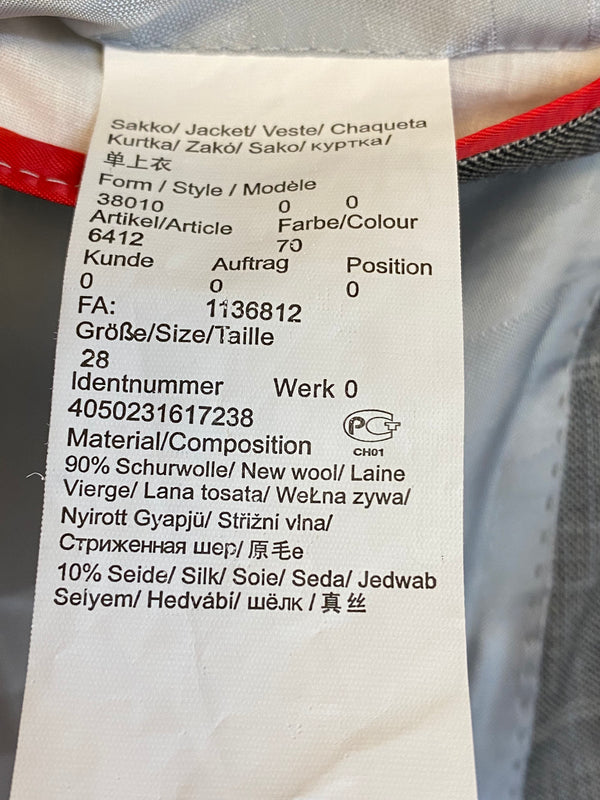 Sakko/ Jacket/ Veste/ Chaqueta
Kurtka/ Zakó/ Sako/ куртка/
单上衣
Form / Style / Modèle
38010 0 0
Artikel/Article Farbe/Colour
6412 70
Kunde Auftrag Position
0 0 0
FA: 1136812
Größe/Size/Taille
28
Identnummer Werk 0
4050231617238
РСТ
CH01
Material/Composition
90% Schurwolle/ New wool/ Laine
Vierge/ Lana tosata/ WeŁna zywa/
Nyirott Gyapjü/ Střižní vlna/
Стриженная шер/ 原毛e
10% Seide/ Silk/ Soie/ Seda/ Jedwab
Seiyem/ Hedvábí/ шёлк / 真 丝